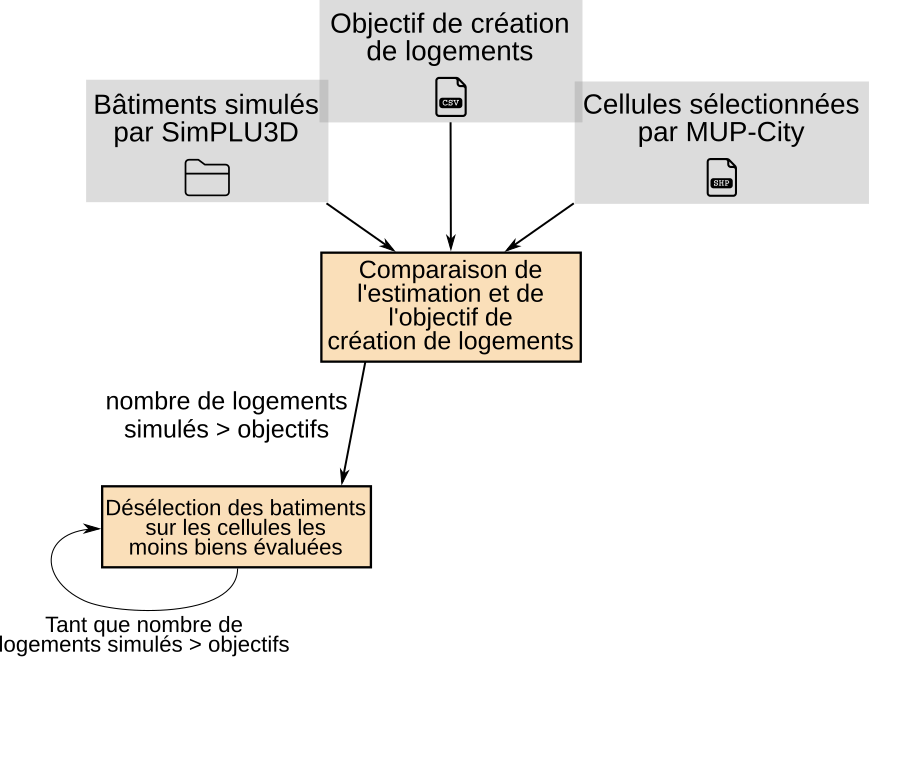 Objectif de création
de logements
CSV
Bâtiments simulés
par SimPLU3D
Cellules sélectionnées
par MUP-City
SHP
Comparaison de
l'estimation et de
l'objectif de
création de logements
nombre de logements
simulés > objectifs
Désélection des batiments
sur les cellules les
moins biens évaluées
Tant que nombre de
logements simulés > objectifs